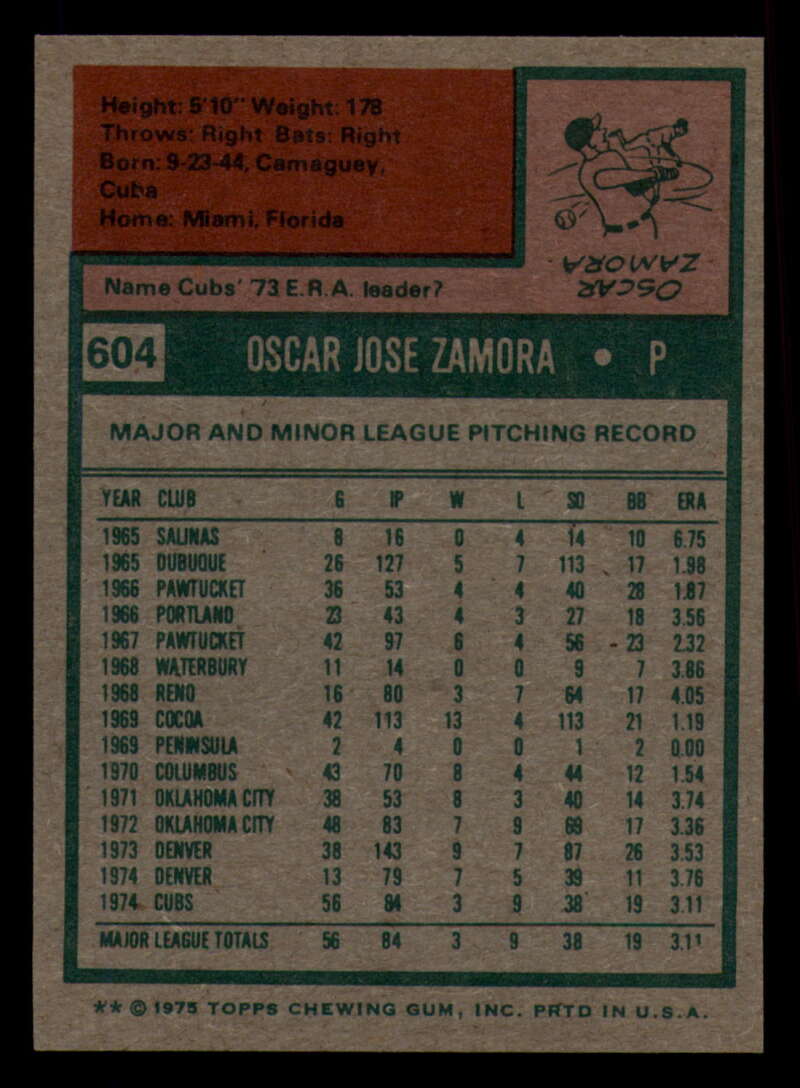 Height: 5'10" Weight: 178
Throws: Right Bats: Right
Born: 9-23-44, Camaguey,
Cuba
Home: Miami, Florida
Name Cubs' '73 E.R.A. leader?
OSCAR
ZAMORA
604 OSCAR JOSE ZAMORA • P
MAJOR AND MINOR LEAGUE PITCHING RECORD
YEAR CLUB G IP W L SO BB ERA
1965 SALINAS 8 16 0 4 14 10 6.75
1965 DUBUQUE 26 127 5 7 113 17 1.98
1966 PAWTUCKET 36 53 4 4 40 28 1.87
1966 PORTLAND 23 43 4 3 27 18 3.56
1967 PAWTUCKET 42 97 6 4 56 23 2.32
1968 WATERBURY 11 14 0 0 9 7 3.86
1968 RENO 16 80 3 7 64 17 4.05
1969 COCOA 42 113 13 4 113 21 1.19
1969 PENINSULA 2 4 0 0 1 2 0.00
1970 COLUMBUS 43 70 8 4 44 12 1.54
1971 OKLAHOMA CITY 38 53 8 3 40 14 3.74
1972 OKLAHOMA CITY 48 83 7 9 69 17 3.36
1973 DENVER 38 143 9 7 87 26 3.53
1974 DENVER 13 79 7 5 39 11 3.76
1974 CUBS 56 84 3 9 38 19 3.11
MAJOR LEAGUE TOTALS 56 84 3 9 38 19 3.11
** © 1975 TOPPS CHEWING GUM, INC. PRTD IN U.S.A.